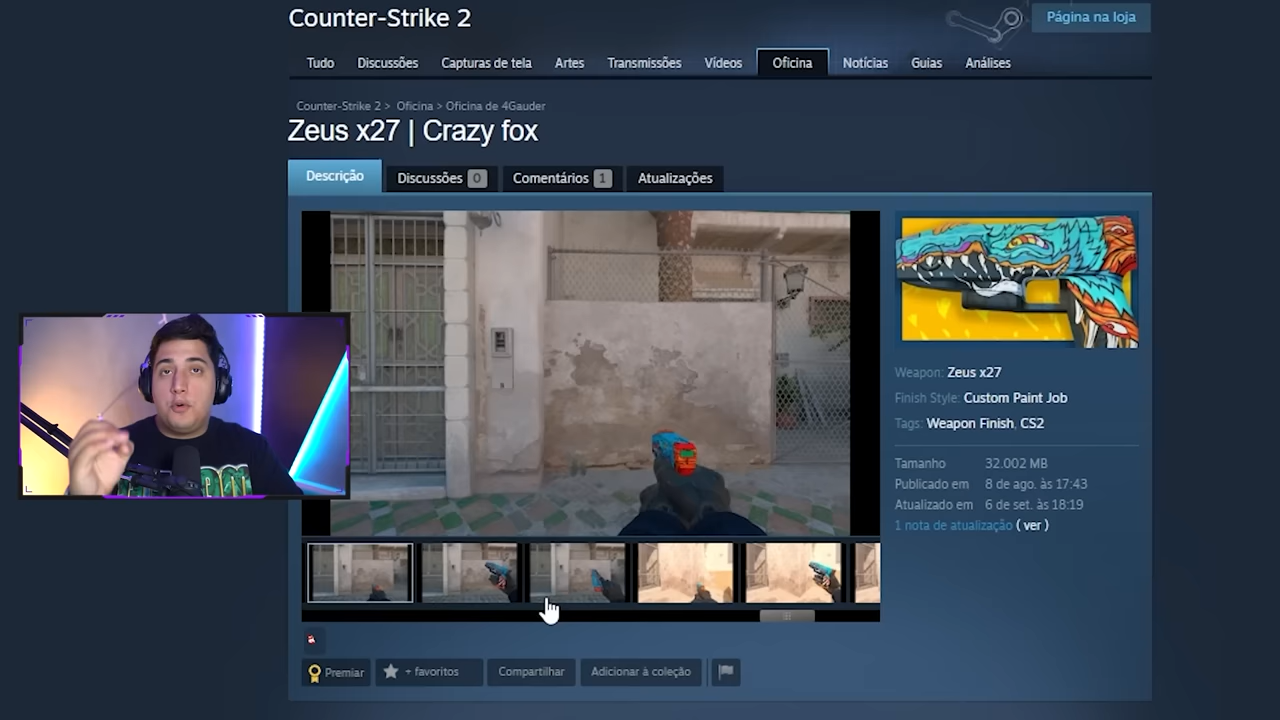 Counter-Strike 2
Página na loja
Tudo Discussões Capturas de tela Artes Transmissões Vídeos Oficina Notícias Guias Análises
Counter-Strike 2 > Oficina > Oficina de 4Gauder
Zeus x27 | Crazy fox
Descrição Discussões 0 Comentários 1 Atualizações
Weapon: Zeus x27
Finish Style: Custom Paint Job
Tags: Weapon Finish, CS2
Tamanho 32.002 MB
Publicado em 8 de ago. às 17:43
Atualizado em 6 de set. às 18:19
1 nota de atualização ( ver )
Premiar + favoritos Compartilhar Adicionar à coleção